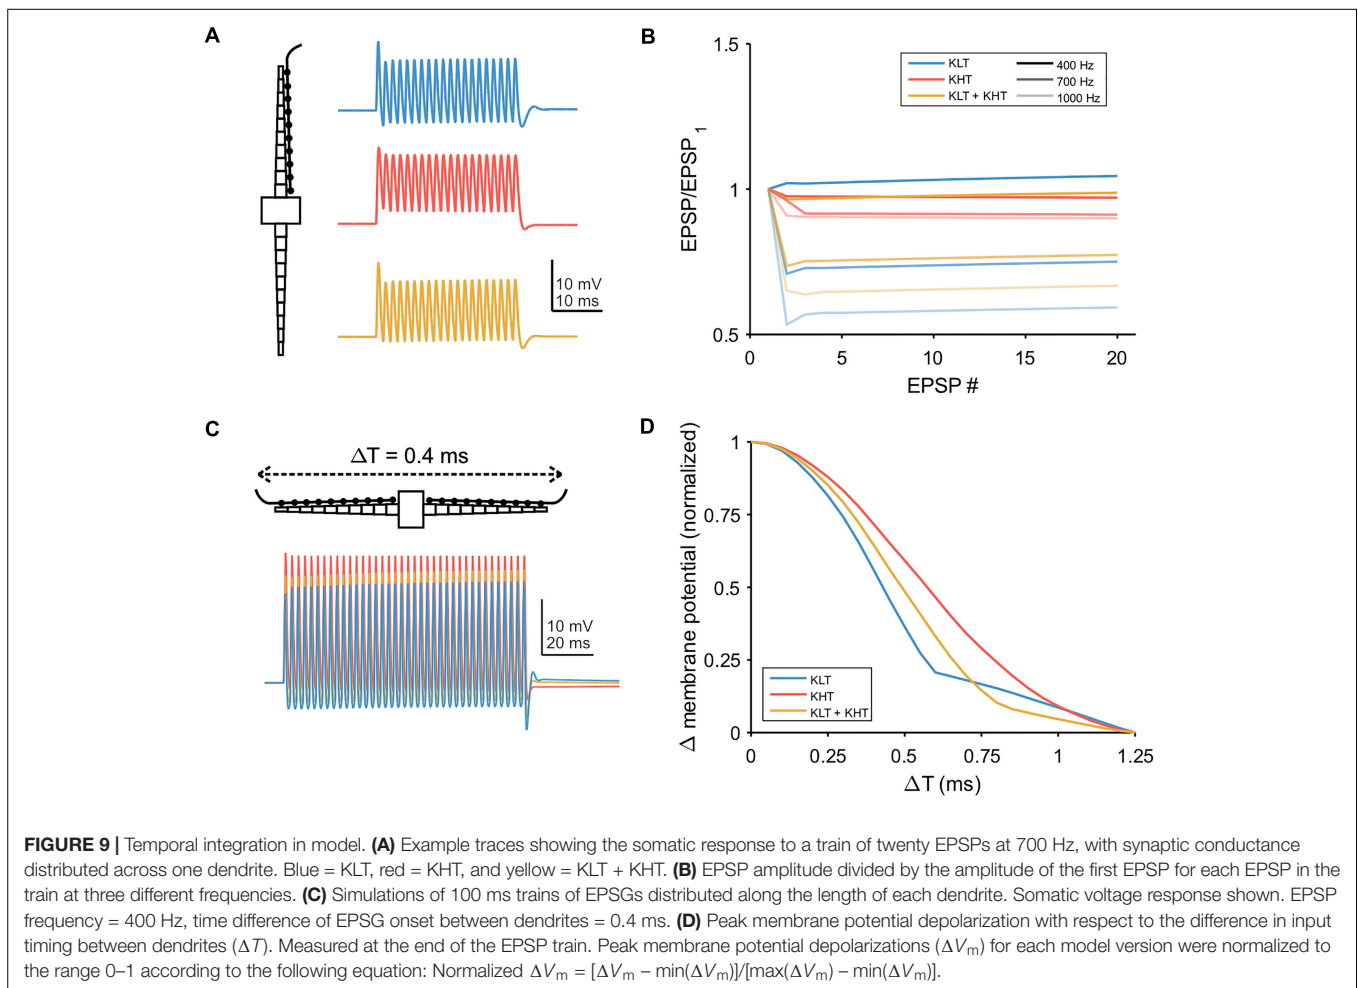 A
10 mV
10 ms
B
1.5
1
0.5
EPSP/EPSP1
KLT
KHT
KLT + KHT
400 Hz
700 Hz
1000 Hz
0
5
10
15
20
EPSP #
C
ΔT = 0.4 ms
10 mV
20 ms
D
1
0.75
0.5
0.25
0
Δ membrane potential (normalized)
KLT
KHT
KLT + KHT
0
0.25
0.5
0.75
1
1.25
ΔT (ms)
FIGURE 9 | Temporal integration in model. (A) Example traces showing the somatic response to a train of twenty EPSPs at 700 Hz, with synaptic conductance
distributed across one dendrite. Blue = KLT, red = KHT, and yellow = KLT + KHT. (B) EPSP amplitude divided by the amplitude of the first EPSP for each EPSP in the
train at three different frequencies. (C) Simulations of 100 ms trains of EPSGs distributed along the length of each dendrite. Somatic voltage response shown. EPSP
frequency = 400 Hz, time difference of EPSG onset between dendrites = 0.4 ms. (D) Peak membrane potential depolarization with respect to the difference in input
timing between dendrites (ΔT). Measured at the end of the EPSP train. Peak membrane potential depolarizations (ΔVm) for each model version were normalized to
the range 0–1 according to the following equation: Normalized ΔVm = [ΔVm – min(ΔVm)]/[max(ΔVm) – min(ΔVm)].